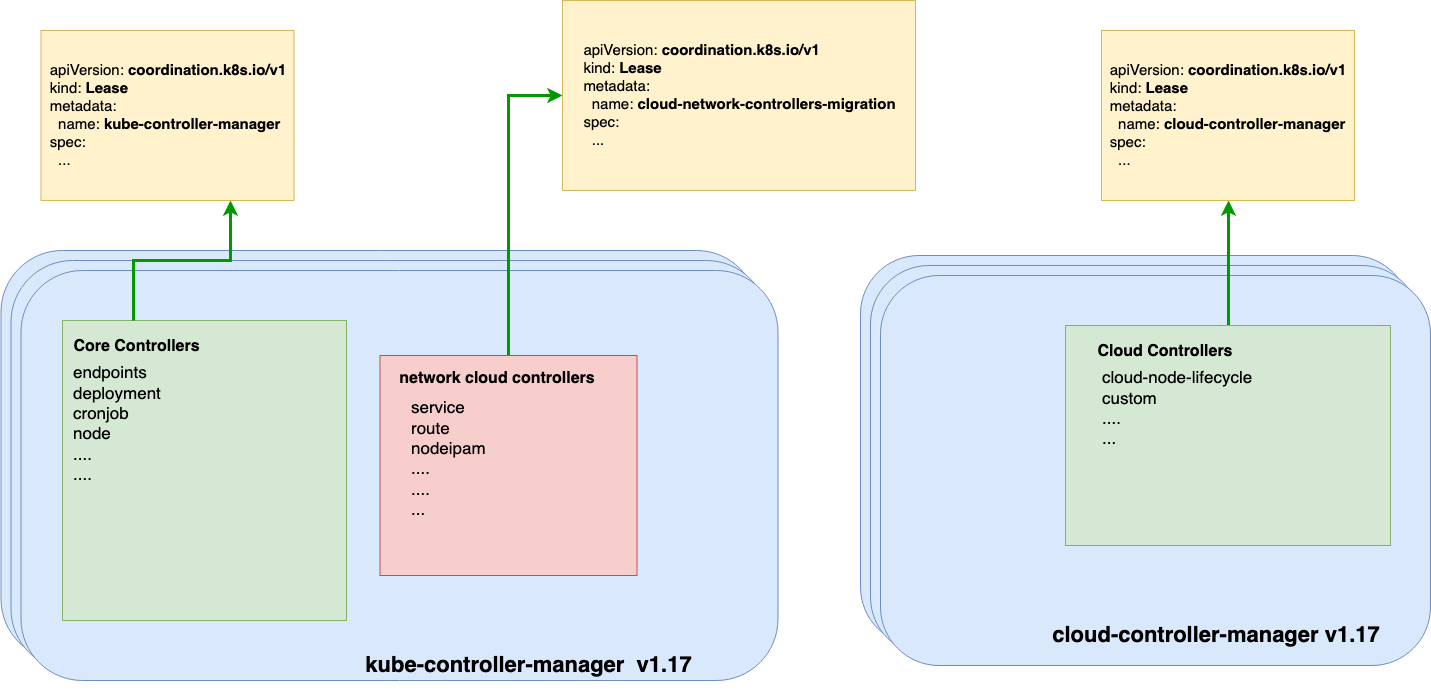 apiVersion: coordination.k8s.io/v1
kind: Lease
metadata:
name: kube-controller-manager
spec:
...
apiVersion: coordination.k8s.io/v1
kind: Lease
metadata:
name: cloud-network-controllers-migration
spec:
...
apiVersion: coordination.k8s.io/v1
kind: Lease
metadata:
name: cloud-controller-manager
spec:
...
Core Controllers
endpoints
deployment
cronjob
node
....
....
network cloud controllers
service
route
nodeipam
....
....
...
kube-controller-manager v1.17
Cloud Controllers
cloud-node-lifecycle
custom
....
...
cloud-controller-manager v1.17